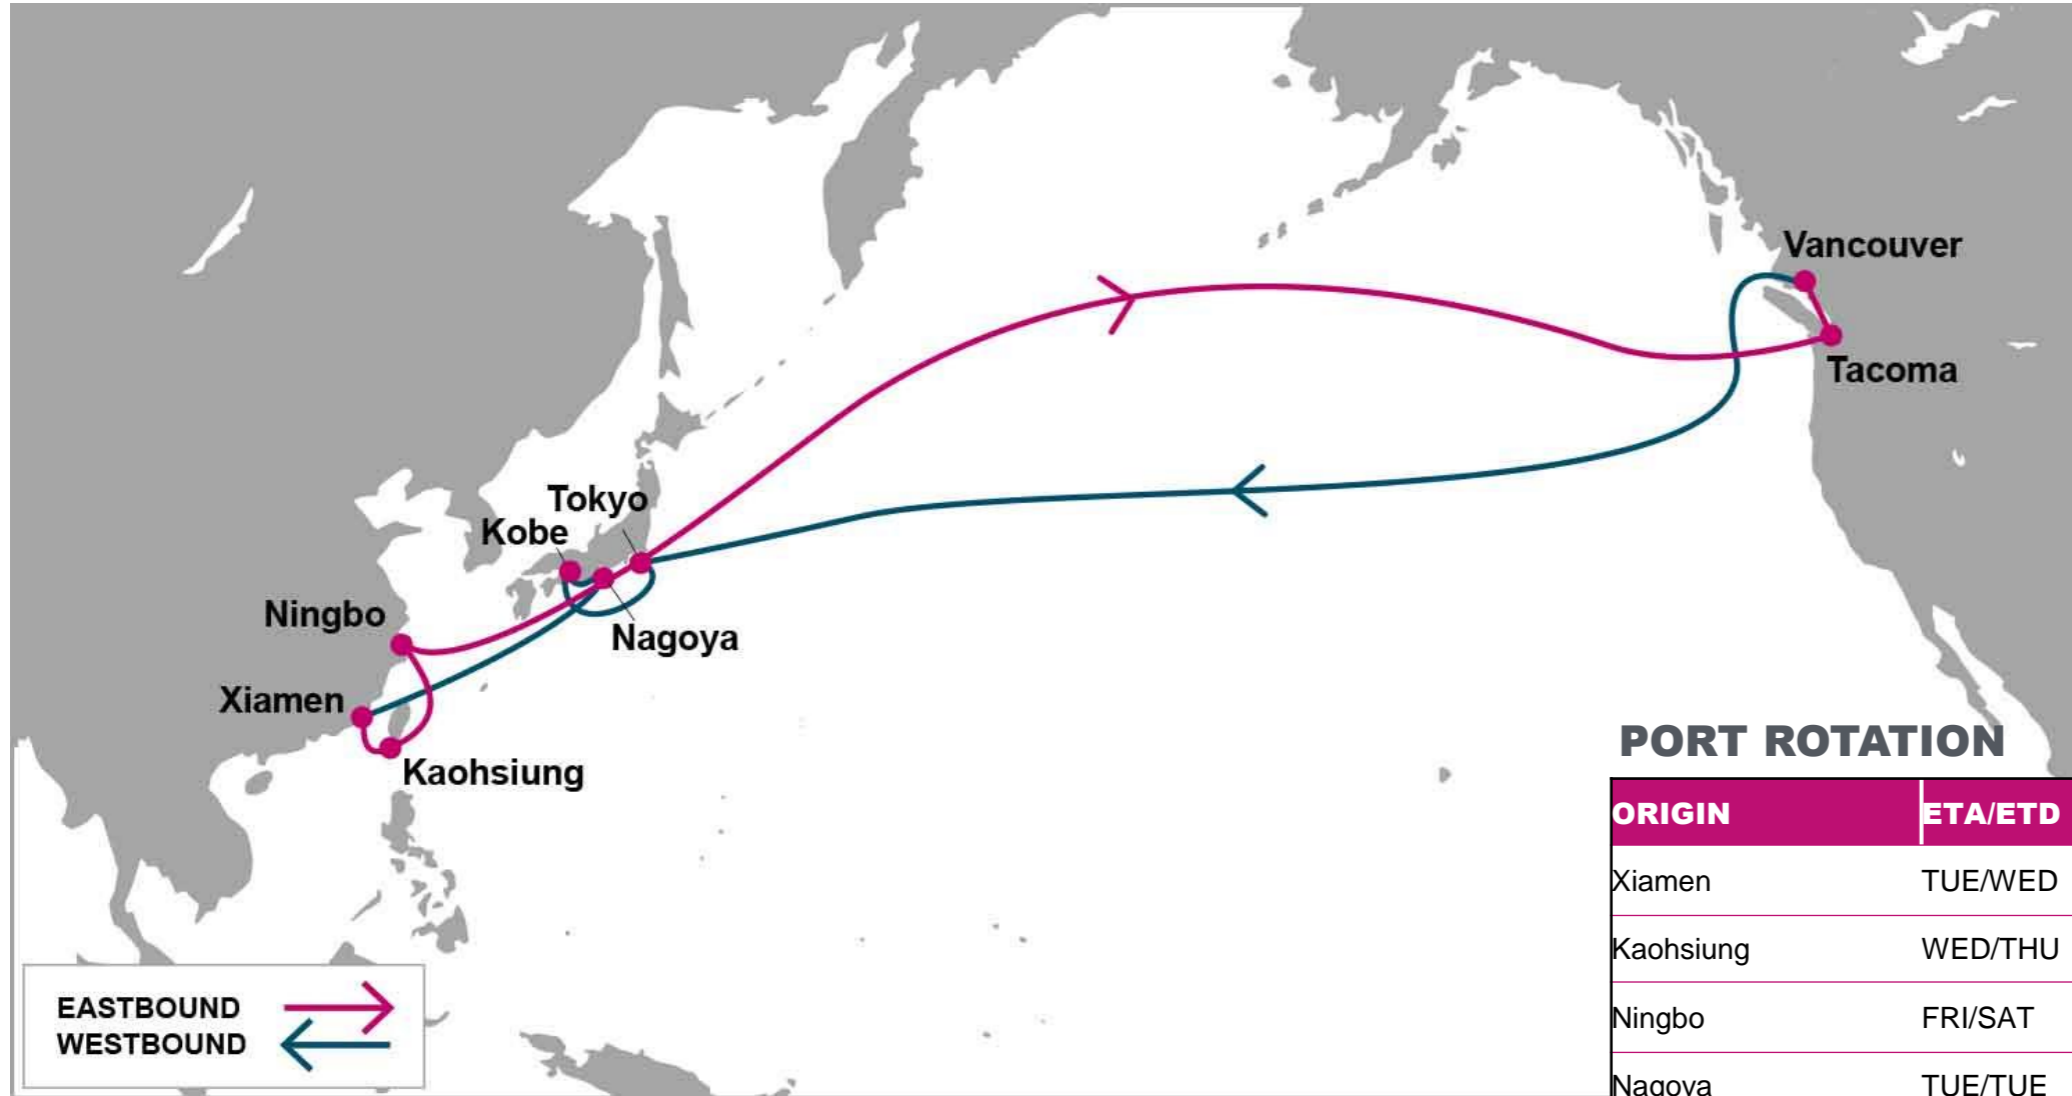 Vancouver
Tacoma
Tokyo
Kobe
Nagoya
Ningbo
Xiamen
Kaohsiung
EASTBOUND
WESTBOUND
PORT ROTATION
ORIGIN ETA/ETD
Xiamen TUE/WED
Kaohsiung WED/THU
Ningbo FRI/SAT
Nagoya TUE/TUE